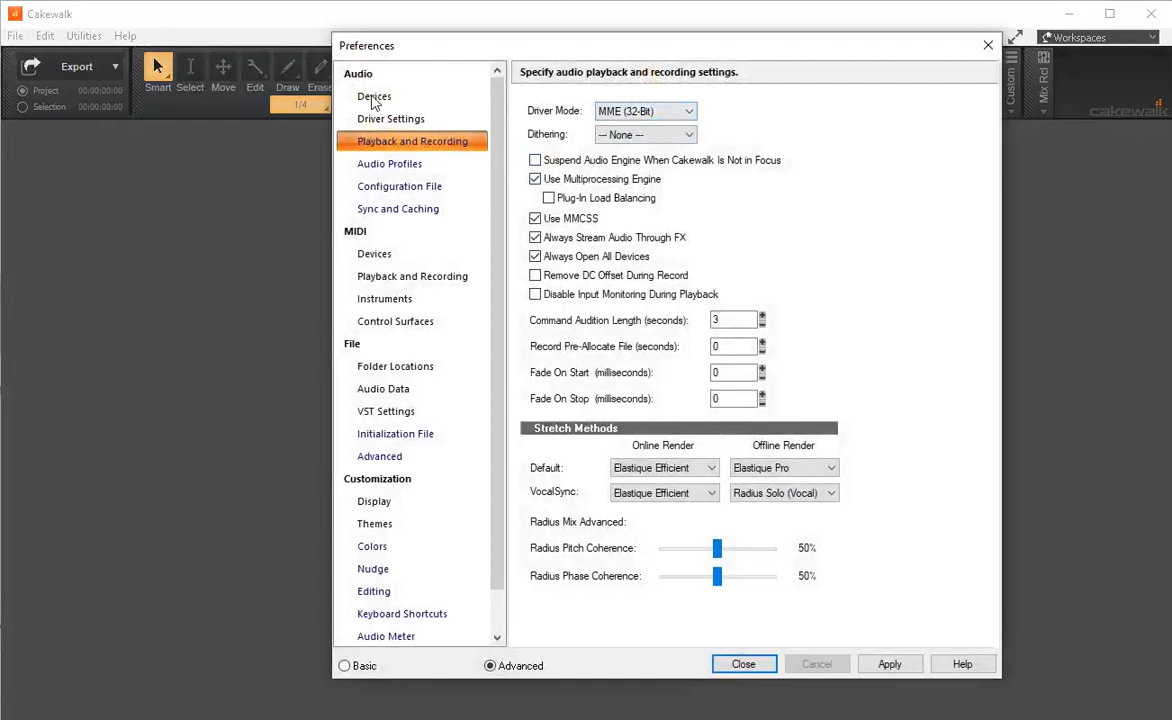 Cakewalk
File Edit Utilities Help
Export
Project 00:00:00:00
Selection 00:00:00:00
Smart Select Move Edit Draw Erase
1/4
Custom
Mix Rcl
Workspaces
cakewalk
Preferences
Audio
Devices
Driver Settings
Playback and Recording
Audio Profiles
Configuration File
Sync and Caching
MIDI
Devices
Playback and Recording
Instruments
Control Surfaces
File
Folder Locations
Audio Data
VST Settings
Initialization File
Advanced
Customization
Display
Themes
Colors
Nudge
Editing
Keyboard Shortcuts
Audio Meter
Basic
Advanced
Specify audio playback and recording settings.
Driver Mode: MME (32-Bit)
Dithering: --- None ---
Suspend Audio Engine When Cakewalk Is Not in Focus
Use Multiprocessing Engine
Plug-In Load Balancing
Use MMCSS
Always Stream Audio Through FX
Always Open All Devices
Remove DC Offset During Record
Disable Input Monitoring During Playback
Command Audition Length (seconds): 3
Record Pre-Allocate File (seconds): 0
Fade On Start (milliseconds): 0
Fade On Stop (milliseconds): 0
Stretch Methods
Online Render Offline Render
Default: Elastique Efficient Elastique Pro
VocalSync: Elastique Efficient Radius Solo (Vocal)
Radius Mix Advanced:
Radius Pitch Coherence: 50%
Radius Phase Coherence: 50%
Close Cancel Apply Help